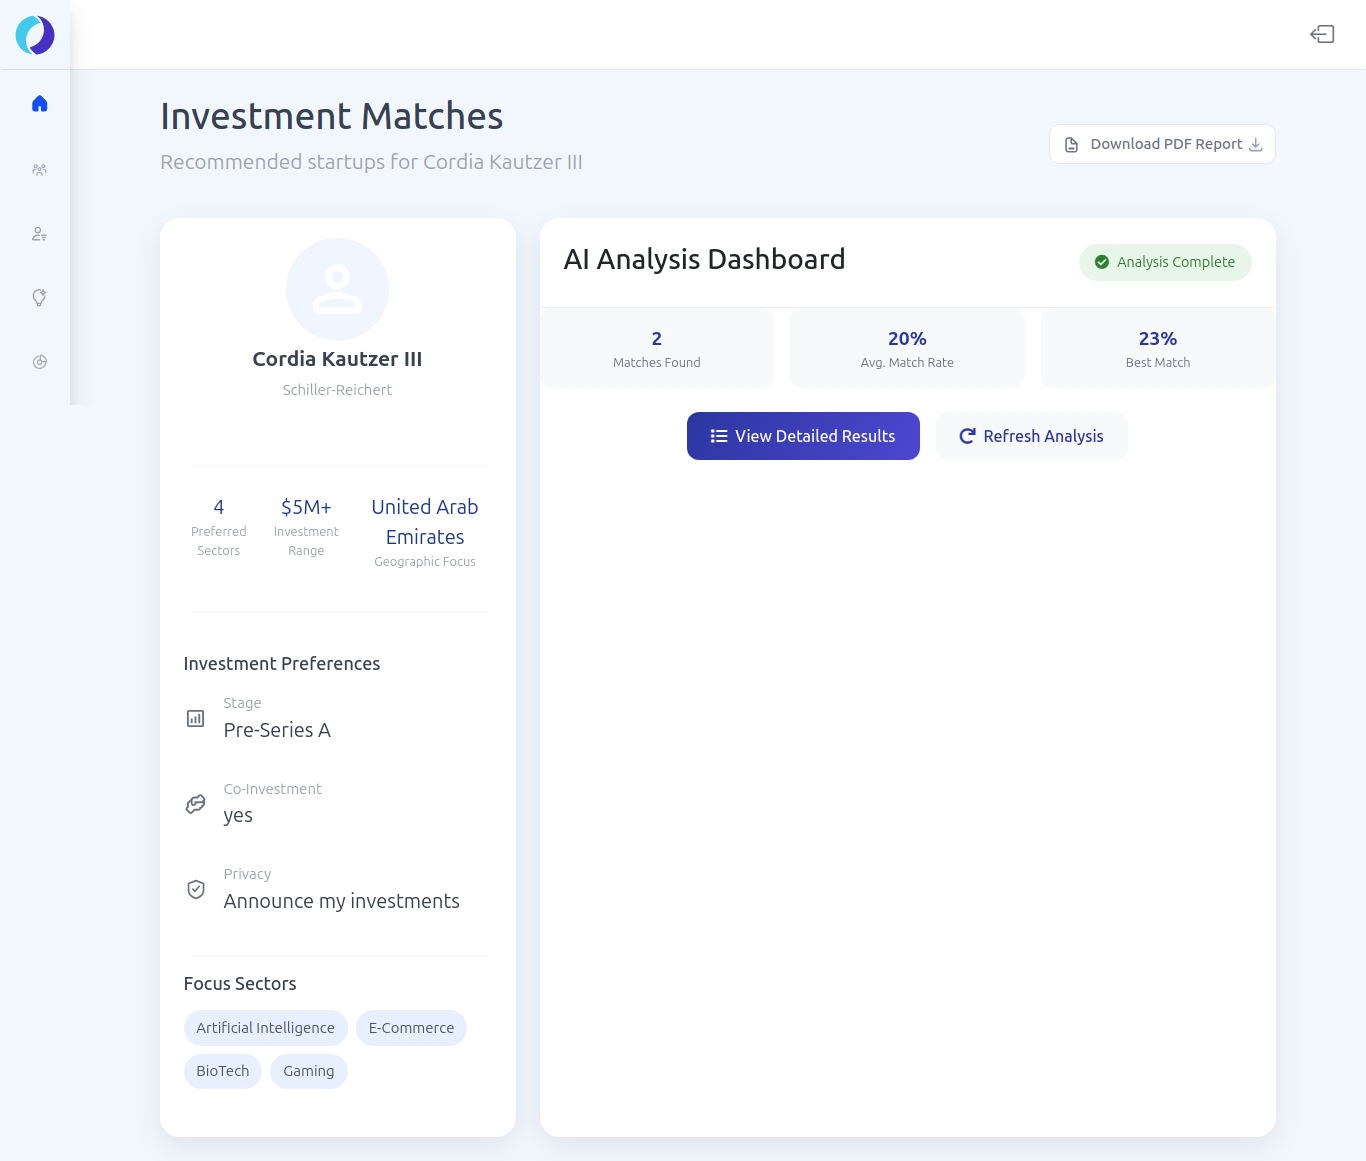 Investment Matches
Recommended startups for Cordia Kautzer III
Download PDF Report
Cordia Kautzer III
Schiller-Reichert
4
Preferred
Sectors
$5M+
Investment
Range
United Arab
Emirates
Geographic Focus
Investment Preferences
Stage
Pre-Series A
Co-Investment
yes
Privacy
Announce my investments
Focus Sectors
Artificial Intelligence
E-Commerce
BioTech
Gaming
AI Analysis Dashboard
Analysis Complete
2
Matches Found
20%
Avg. Match Rate
23%
Best Match
View Detailed Results
Refresh Analysis